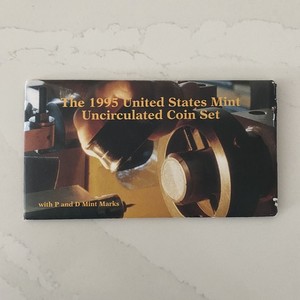 The 1995 United States Mint
Uncirculated Coin Set
with P and D Mint Marks